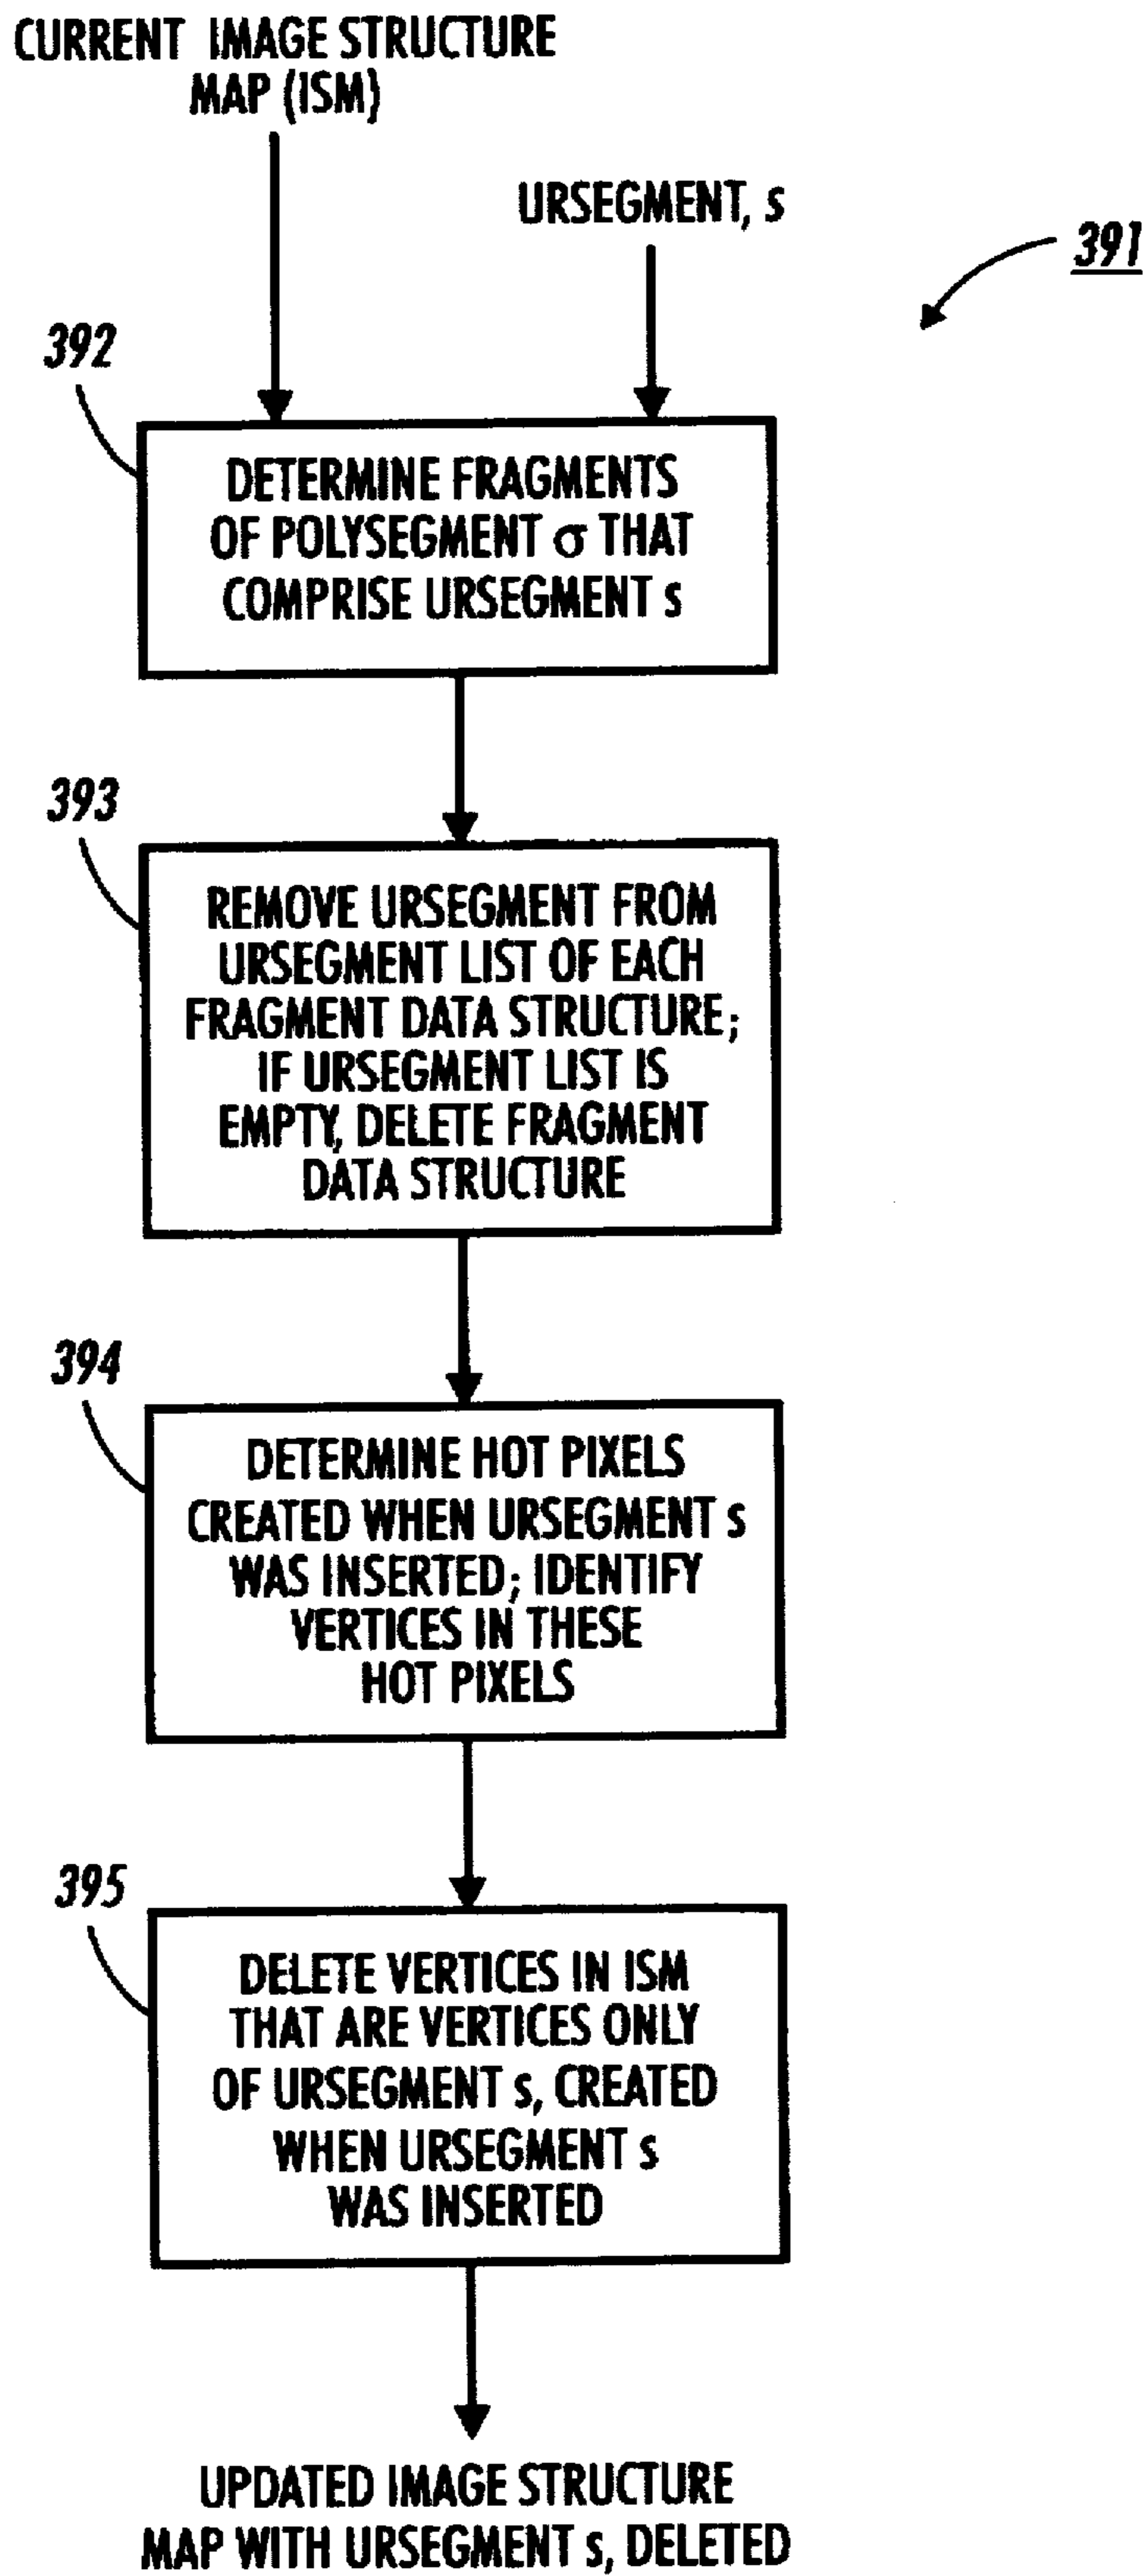 CURRENT IMAGE STRUCTURE
MAP (ISM)
URSEGMENT, s
391
392
DETERMINE FRAGMENTS
OF POLYSEGMENT σ THAT
COMPRISE URSEGMENT s
393
REMOVE URSEGMENT FROM
URSEGMENT LIST OF EACH
FRAGMENT DATA STRUCTURE;
IF URSEGMENT LIST IS
EMPTY, DELETE FRAGMENT
DATA STRUCTURE
394
DETERMINE HOT PIXELS
CREATED WHEN URSEGMENT s
WAS INSERTED; IDENTIFY
VERTICES IN THESE
HOT PIXELS
395
DELETE VERTICES IN ISM
THAT ARE VERTICES ONLY
OF URSEGMENT s, CREATED
WHEN URSEGMENT s
WAS INSERTED
UPDATED IMAGE STRUCTURE
MAP WITH URSEGMENT s, DELETED